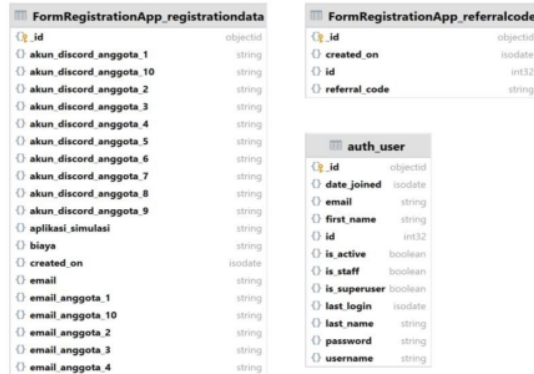 FormRegistrationApp_registrationdata
_id objectid
akun_discord_anggota_1 string
akun_discord_anggota_10 string
akun_discord_anggota_2 string
akun_discord_anggota_3 string
akun_discord_anggota_4 string
akun_discord_anggota_5 string
akun_discord_anggota_6 string
akun_discord_anggota_7 string
akun_discord_anggota_8 string
akun_discord_anggota_9 string
aplikasi_simulasi string
biaya string
created_on isodate
email string
email_anggota_1 string
email_anggota_10 string
email_anggota_2 string
email_anggota_3 string
email_anggota_4 string
FormRegistrationApp_referralcode
_id objectid
created_on isodate
id int32
referral_code string
auth_user
_id objectid
date_joined isodate
email string
first_name string
id int32
is_active boolean
is_staff boolean
is_superuser boolean
last_login isodate
last_name string
password string
username string